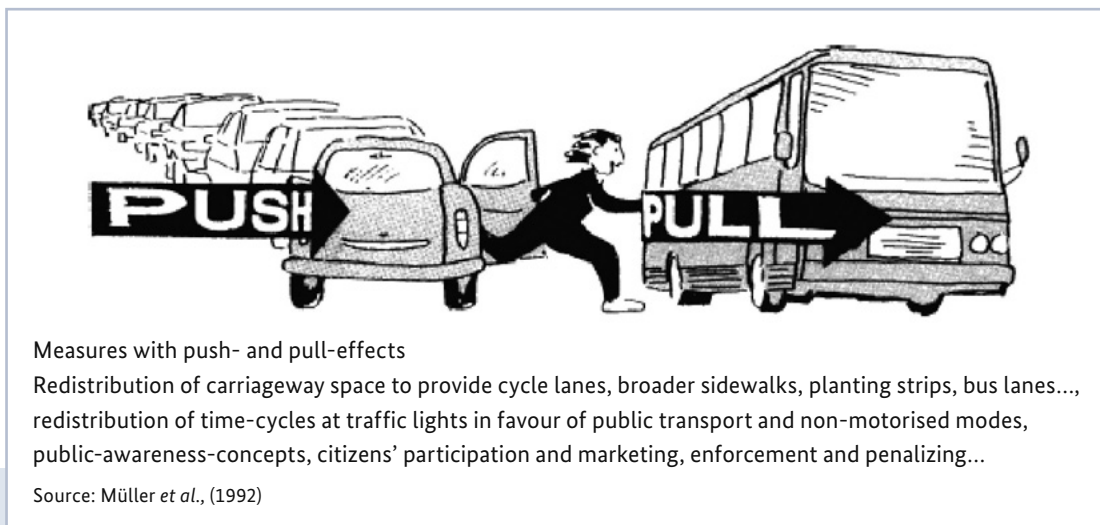 PUSH PULL
Measures with push- and pull-effects
Redistribution of carriageway space to provide cycle lanes, broader sidewalks, planting strips, bus lanes…,
redistribution of time-cycles at traffic lights in favour of public transport and non-motorised modes,
public-awareness-concepts, citizens’ participation and marketing, enforcement and penalizing…
Source: Müller et al., (1992)